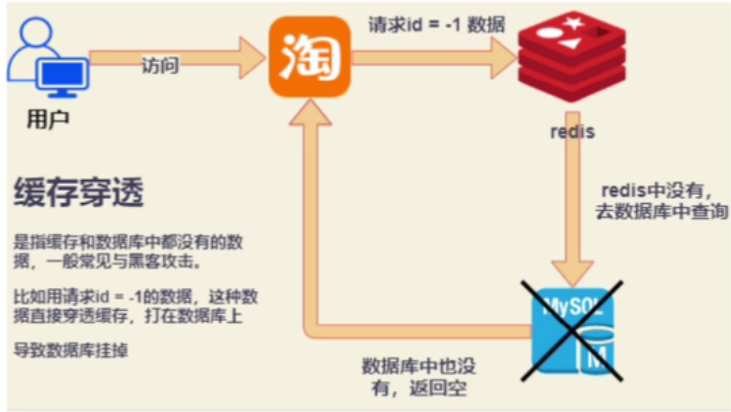 请求id = -1 数据
访问
淘
用户
redis
缓存穿透
redis中没有，
去数据库中查询
是指缓存和数据库中都没有的数
据，一般常见与黑客攻击。
比如用请求id = -1的数据，这种数
据直接穿透缓存，打在数据库上
导致数据库挂掉
MySQL
M
数据库中也没
有，返回空